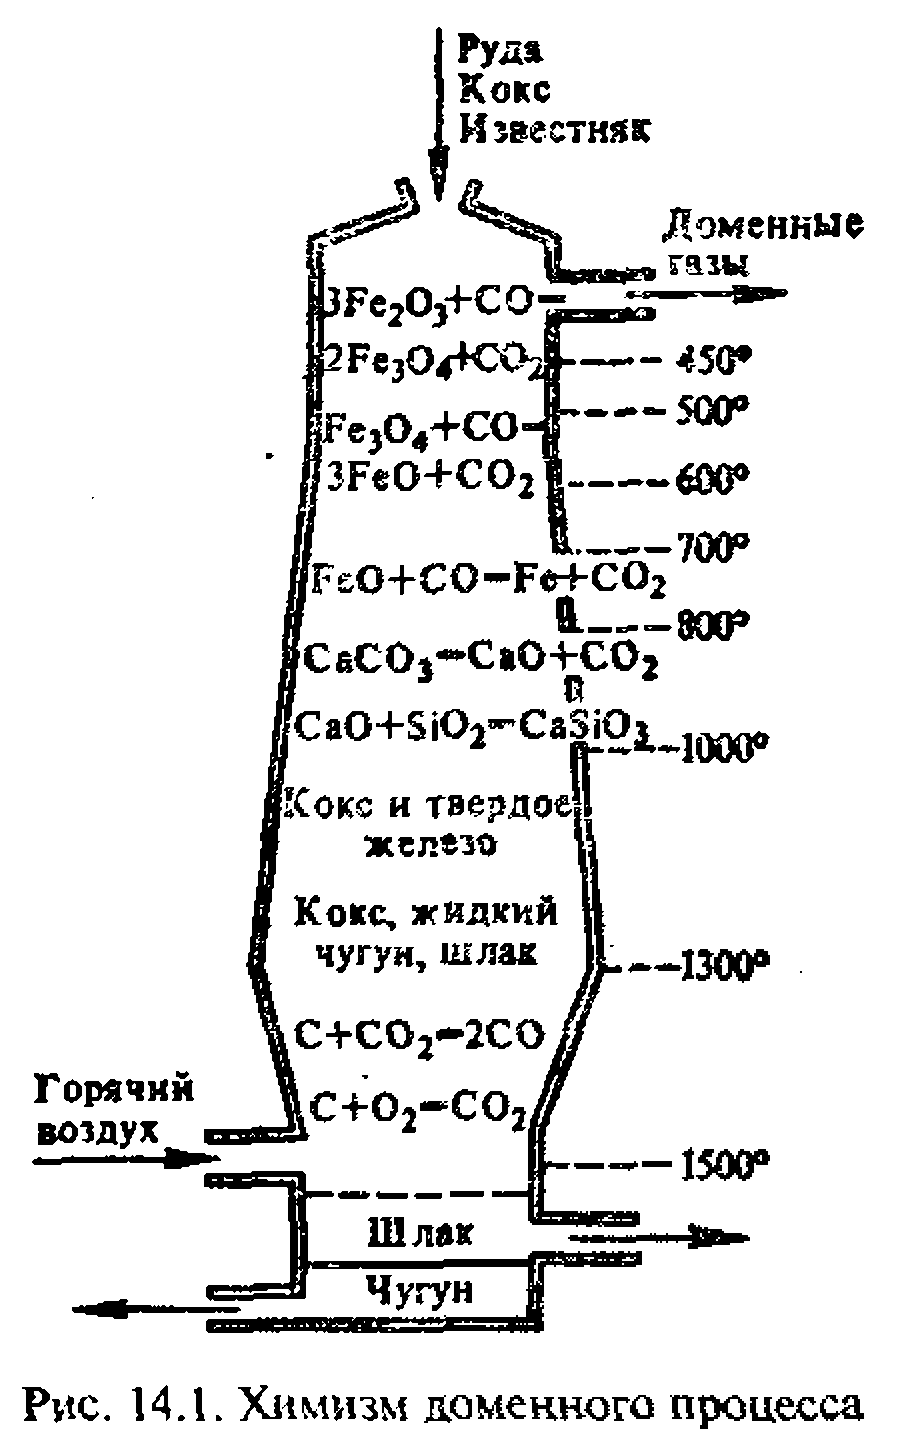 Руда
Кокс
Известняк
Доменные
газы
3Fe₂O₃+CO=
2Fe₃O₄+CO₂
450°
500°
Fe₃O₄+CO=
3FeO+CO₂
600°
700°
FeO+CO=Fe+CO₂
800°
CaCO₃=CaO+CO₂
CaO+SiO₂=CaSiO₃
1000°
Кокс и твердое
железо
Кокс, жидкий
чугун, шлак
1300°
C+CO₂=2CO
Горячий
воздух
C+O₂=CO₂
1500°
Шлак
Чугун
Рис. 14.1. Химизм доменного процесса